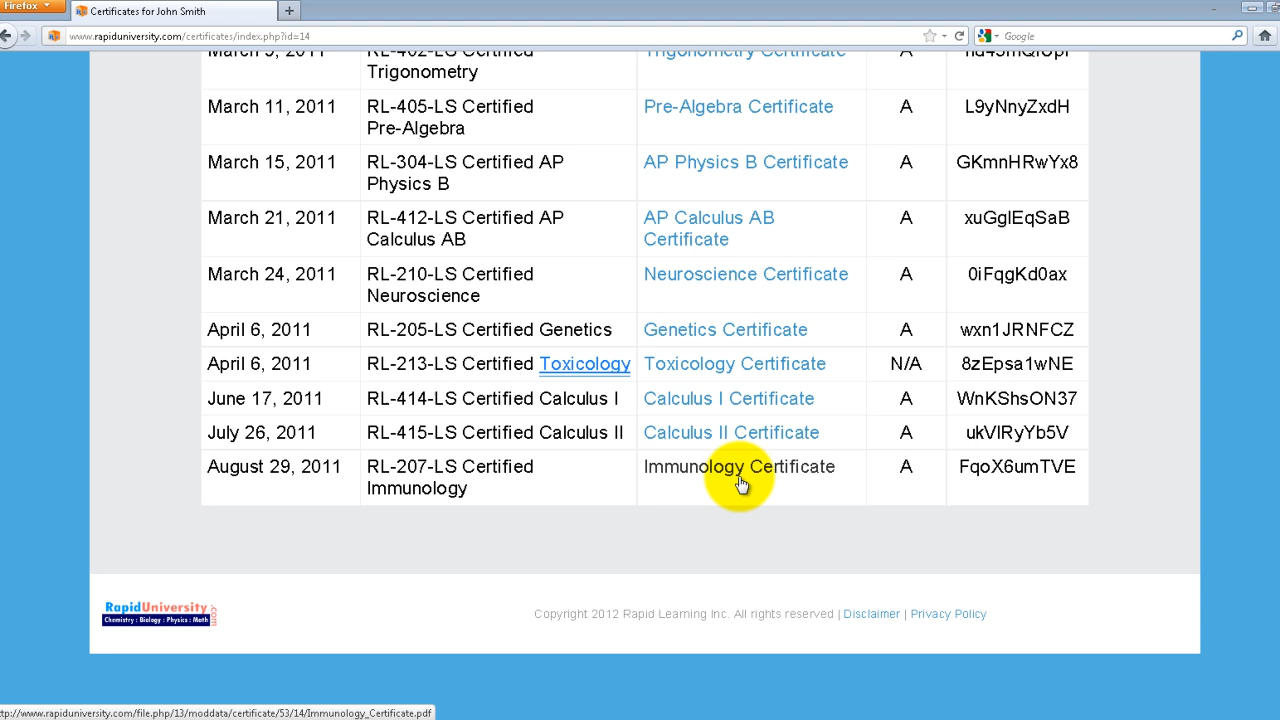 Firefox
Certificates for John Smith
www.rapiduniversity.com/certificates/index.php?id=14
Google
RL-402-LS Certified Trigonometry Certificate A
Trigonometry
March 11, 2011 RL-405-LS Certified Pre-Algebra Certificate A L9yNnyZxdH
Pre-Algebra
March 15, 2011 RL-304-LS Certified AP AP Physics B Certificate A GKmnHRwYx8
Physics B
March 21, 2011 RL-412-LS Certified AP AP Calculus AB A xuGglEqSaB
Calculus AB Certificate
March 24, 2011 RL-210-LS Certified Neuroscience Certificate A 0iFqgKd0ax
Neuroscience
April 6, 2011 RL-205-LS Certified Genetics Genetics Certificate A wxn1JRNFCZ
April 6, 2011 RL-213-LS Certified Toxicology Toxicology Certificate N/A 8zEpsa1wNE
June 17, 2011 RL-414-LS Certified Calculus I Calculus I Certificate A WnKShsON37
July 26, 2011 RL-415-LS Certified Calculus II Calculus II Certificate A ukVIRyYb5V
August 29, 2011 RL-207-LS Certified Immunology Certificate A FqoX6umTVE
Immunology
RapidUniversity.com
Chemistry : Biology : Physics : Math
Copyright 2012 Rapid Learning Inc. All rights reserved | Disclaimer | Privacy Policy
ttp://www.rapiduniversity.com/file.php/13/moddata/certificate/53/14/Immunology_Certificate.pdf